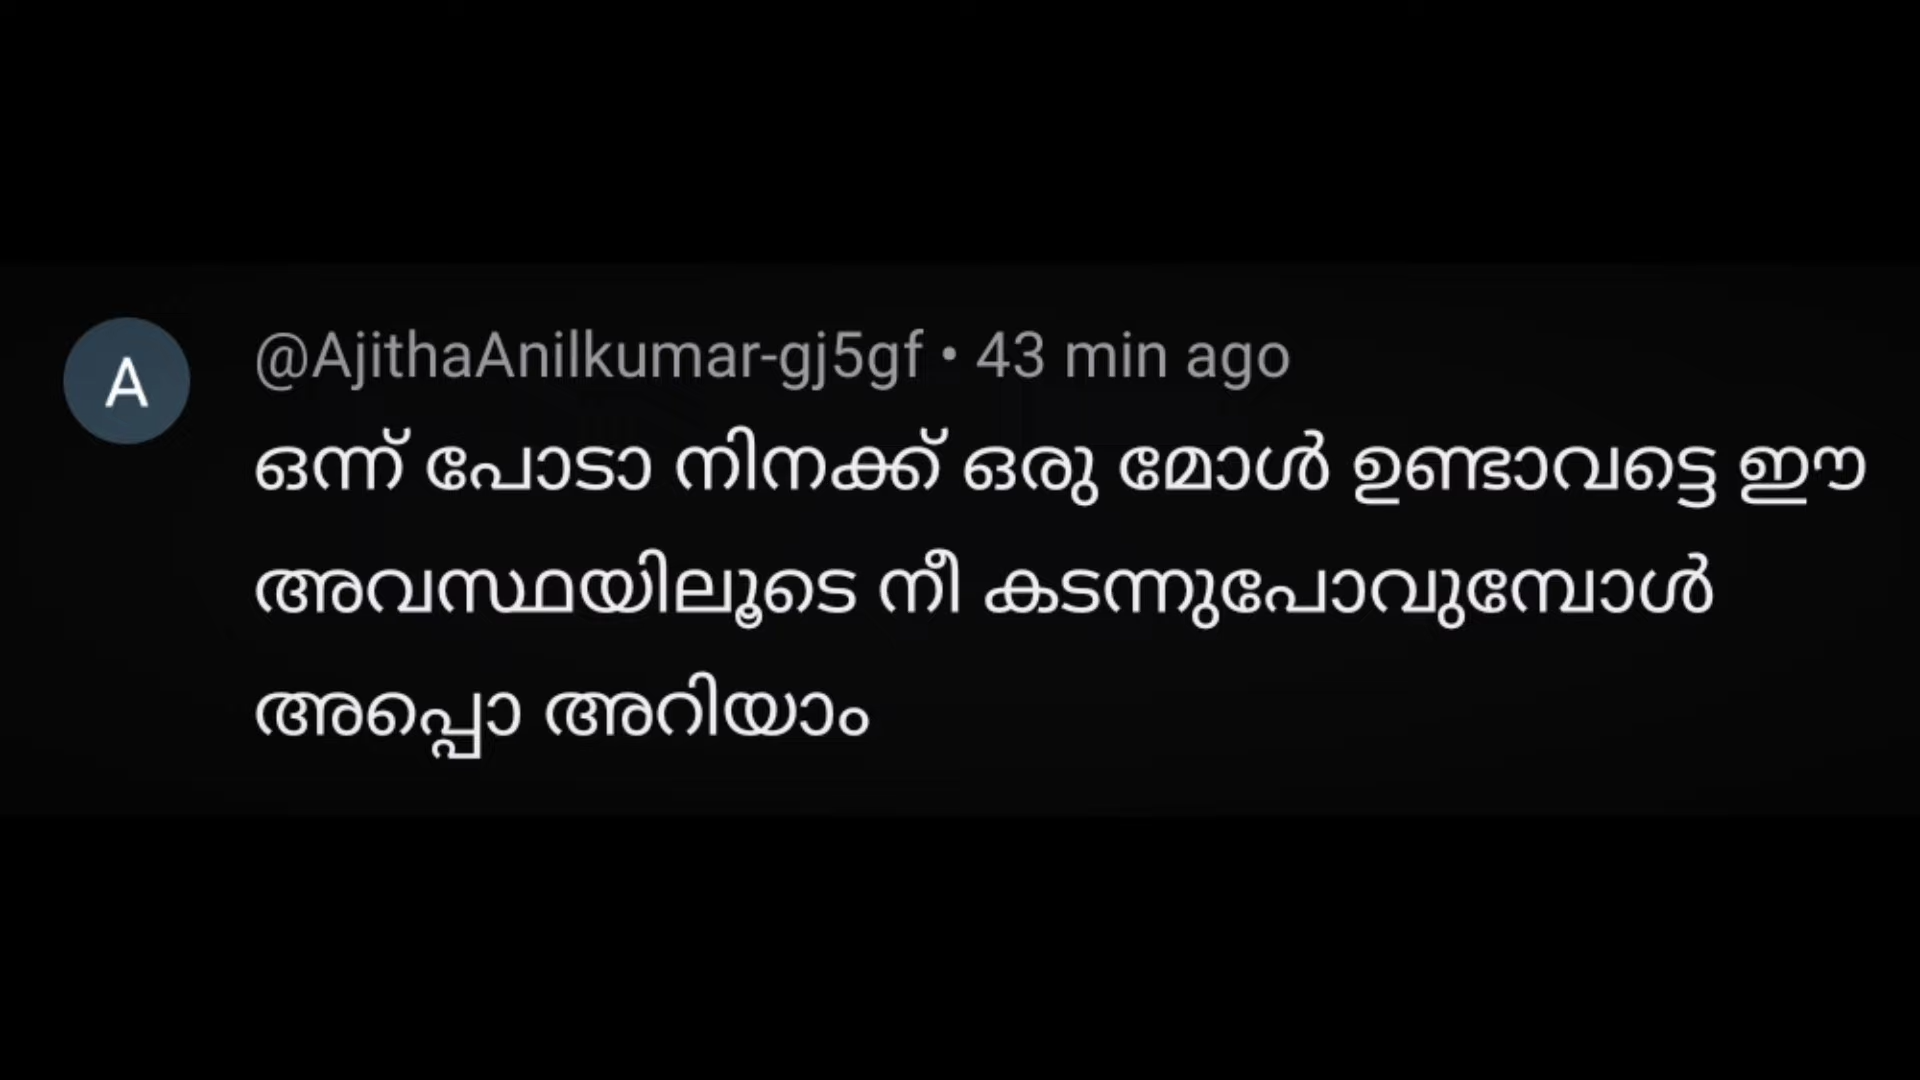 A
@AjithaAnilkumar-gj5gf • 43 min ago
ഒന്ന് പോടാ നിനക്ക് ഒരു മോൾ ഉണ്ടാവട്ടെ ഈ
അവസ്ഥയിലൂടെ നീ കടന്നുപോവുമ്പോൾ
അപ്പൊ അറിയാം